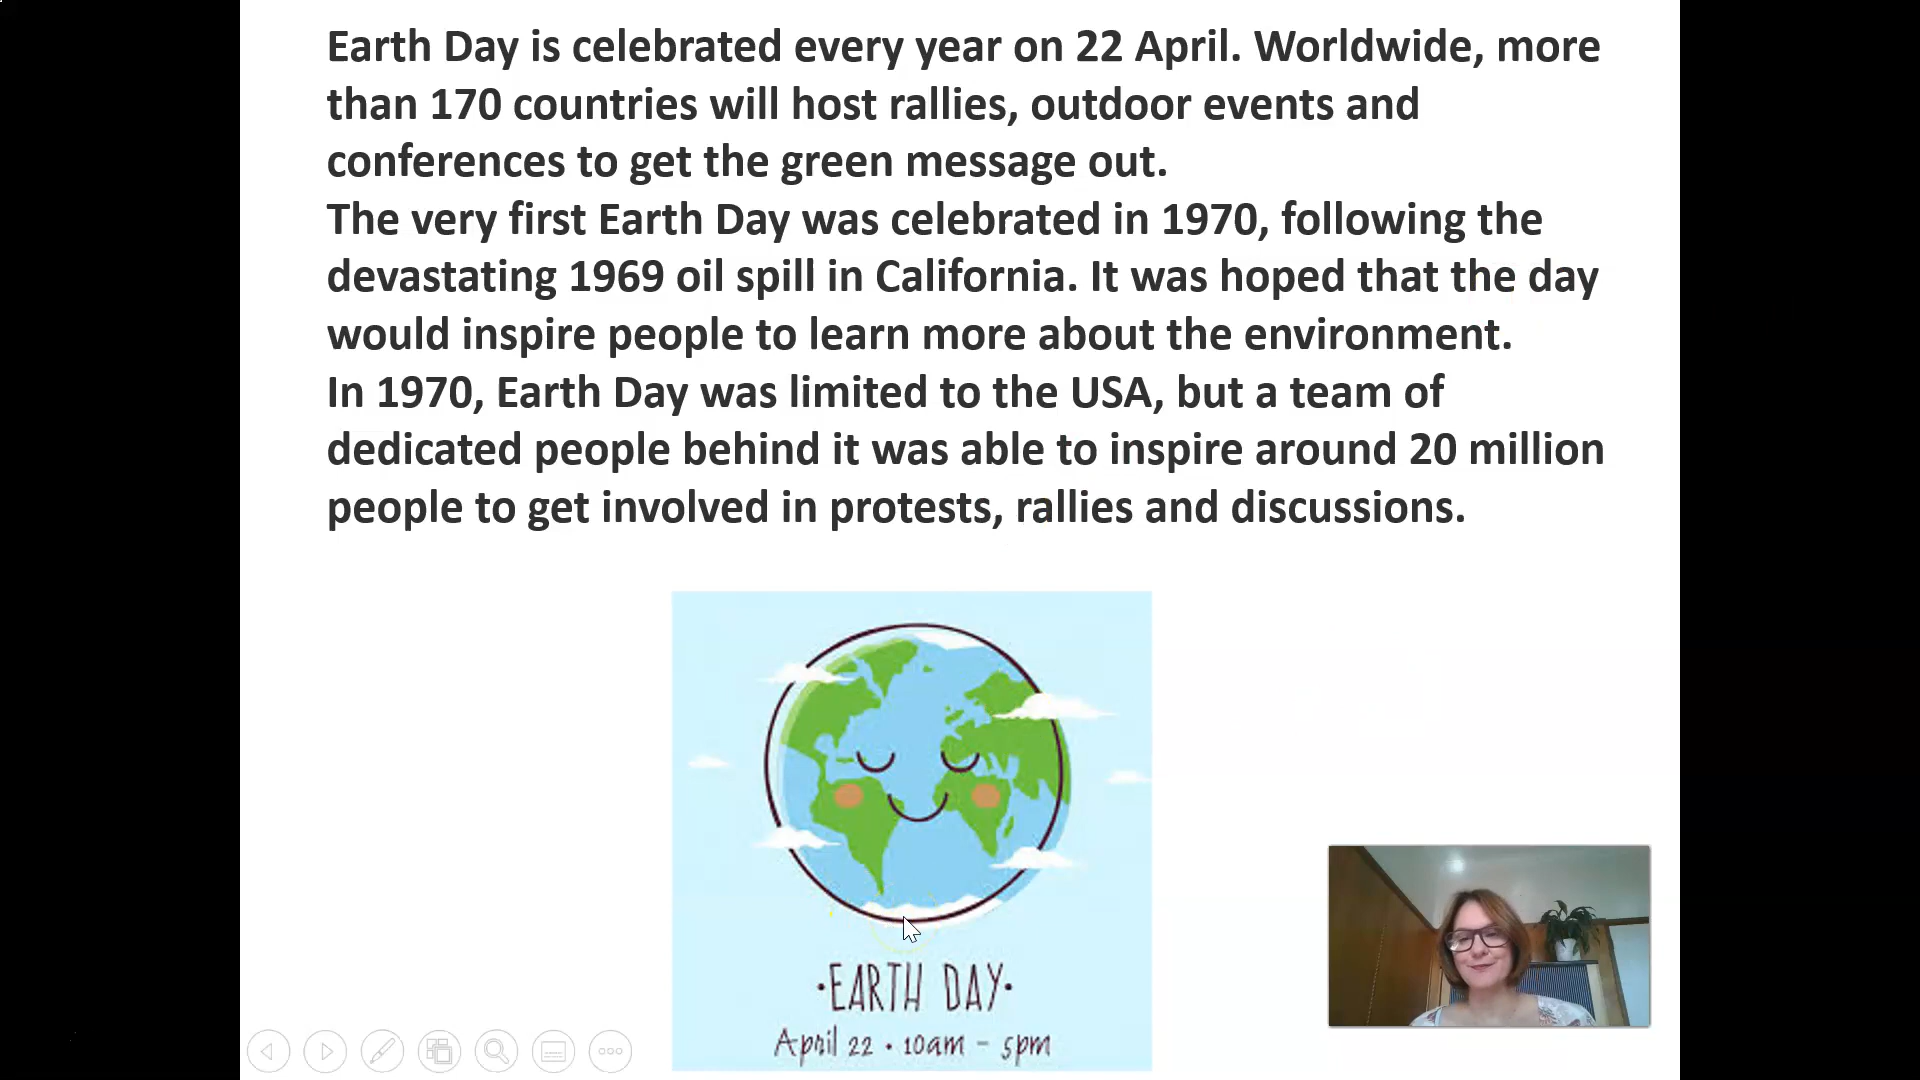 Earth Day is celebrated every year on 22 April. Worldwide, more
than 170 countries will host rallies, outdoor events and
conferences to get the green message out.
The very first Earth Day was celebrated in 1970, following the
devastating 1969 oil spill in California. It was hoped that the day
would inspire people to learn more about the environment.
In 1970, Earth Day was limited to the USA, but a team of
dedicated people behind it was able to inspire around 20 million
people to get involved in protests, rallies and discussions.
•EARTH DAY•
April 22 • 10am – 5pm